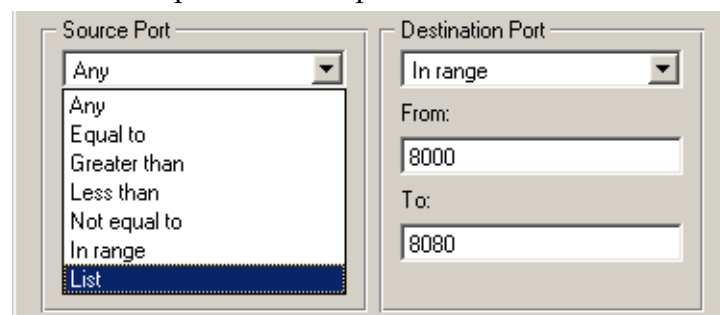 Source Port
Any
Any
Equal to
Greater than
Less than
Not equal to
In range
List
Destination Port
In range
From:
8000
To:
8080